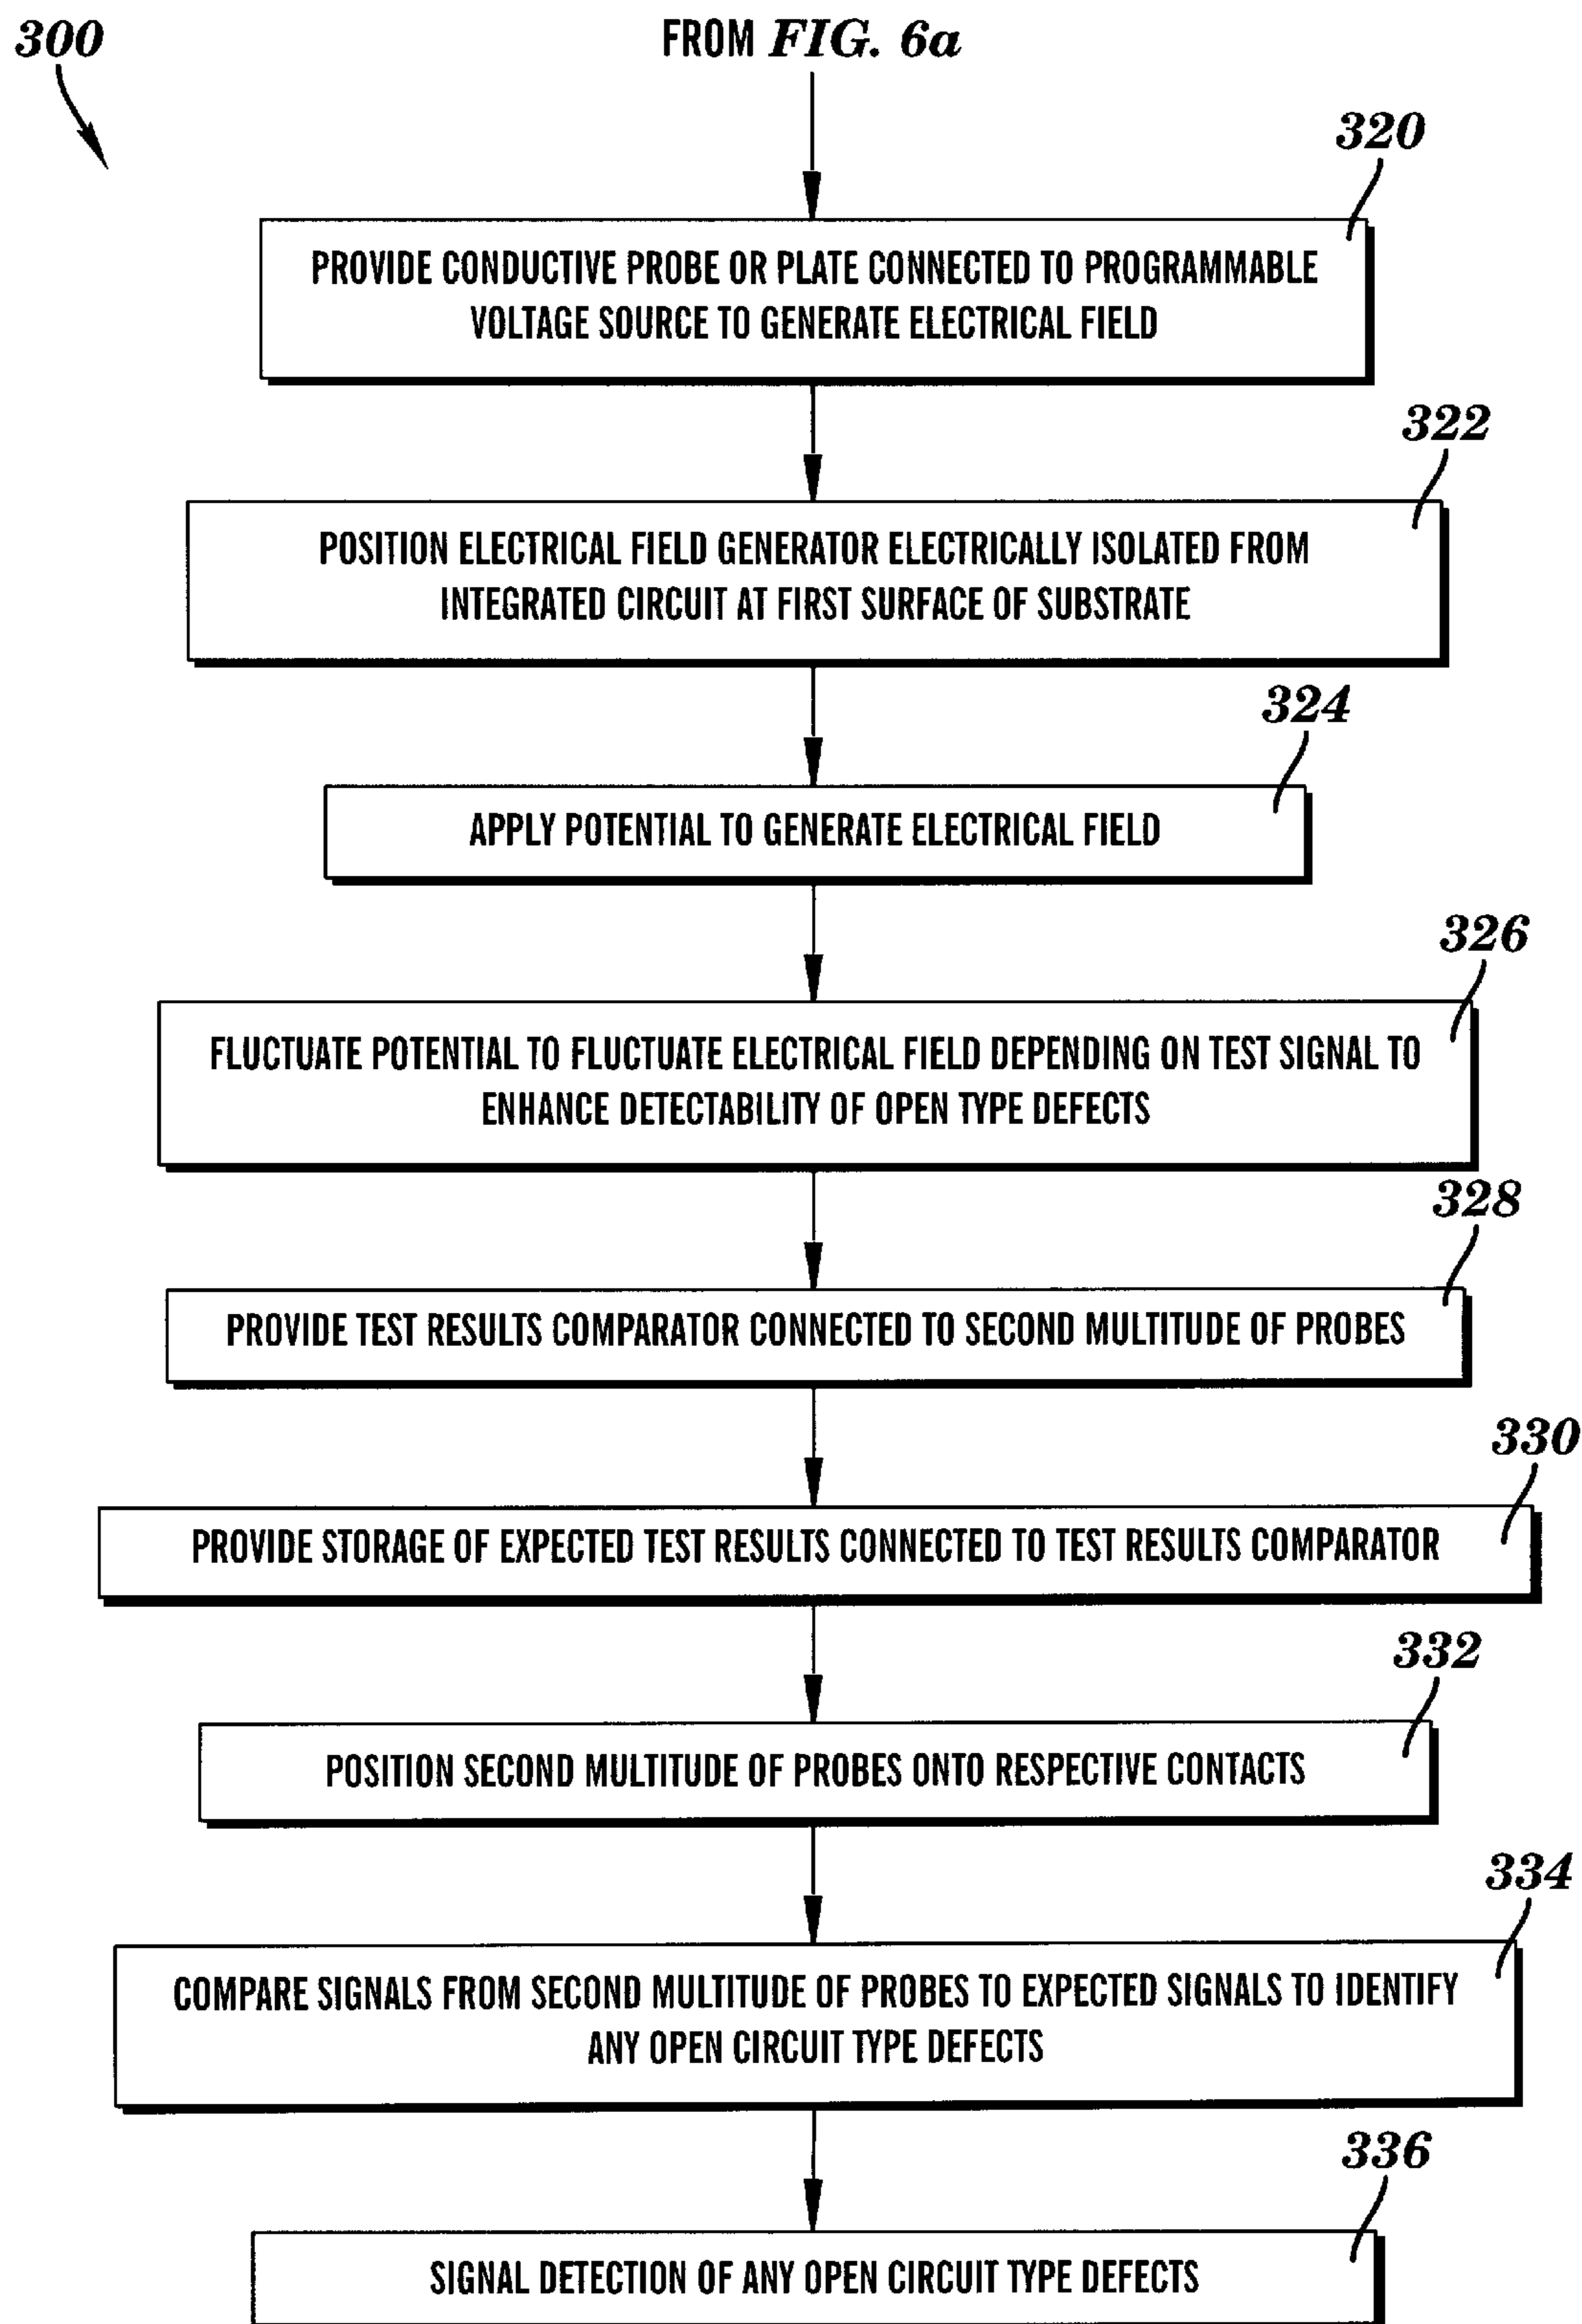 300
FROM FIG. 6a
320
PROVIDE CONDUCTIVE PROBE OR PLATE CONNECTED TO PROGRAMMABLE
VOLTAGE SOURCE TO GENERATE ELECTRICAL FIELD
322
POSITION ELECTRICAL FIELD GENERATOR ELECTRICALLY ISOLATED FROM
INTEGRATED CIRCUIT AT FIRST SURFACE OF SUBSTRATE
324
APPLY POTENTIAL TO GENERATE ELECTRICAL FIELD
326
FLUCTUATE POTENTIAL TO FLUCTUATE ELECTRICAL FIELD DEPENDING ON TEST SIGNAL TO
ENHANCE DETECTABILITY OF OPEN TYPE DEFECTS
328
PROVIDE TEST RESULTS COMPARATOR CONNECTED TO SECOND MULTITUDE OF PROBES
330
PROVIDE STORAGE OF EXPECTED TEST RESULTS CONNECTED TO TEST RESULTS COMPARATOR
332
POSITION SECOND MULTITUDE OF PROBES ONTO RESPECTIVE CONTACTS
334
COMPARE SIGNALS FROM SECOND MULTITUDE OF PROBES TO EXPECTED SIGNALS TO IDENTIFY
ANY OPEN CIRCUIT TYPE DEFECTS
336
SIGNAL DETECTION OF ANY OPEN CIRCUIT TYPE DEFECTS